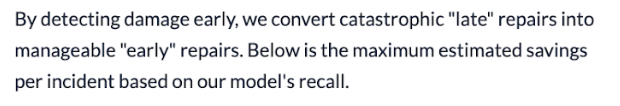 By detecting damage early, we convert catastrophic "late" repairs into
manageable "early" repairs. Below is the maximum estimated savings
per incident based on our model's recall.